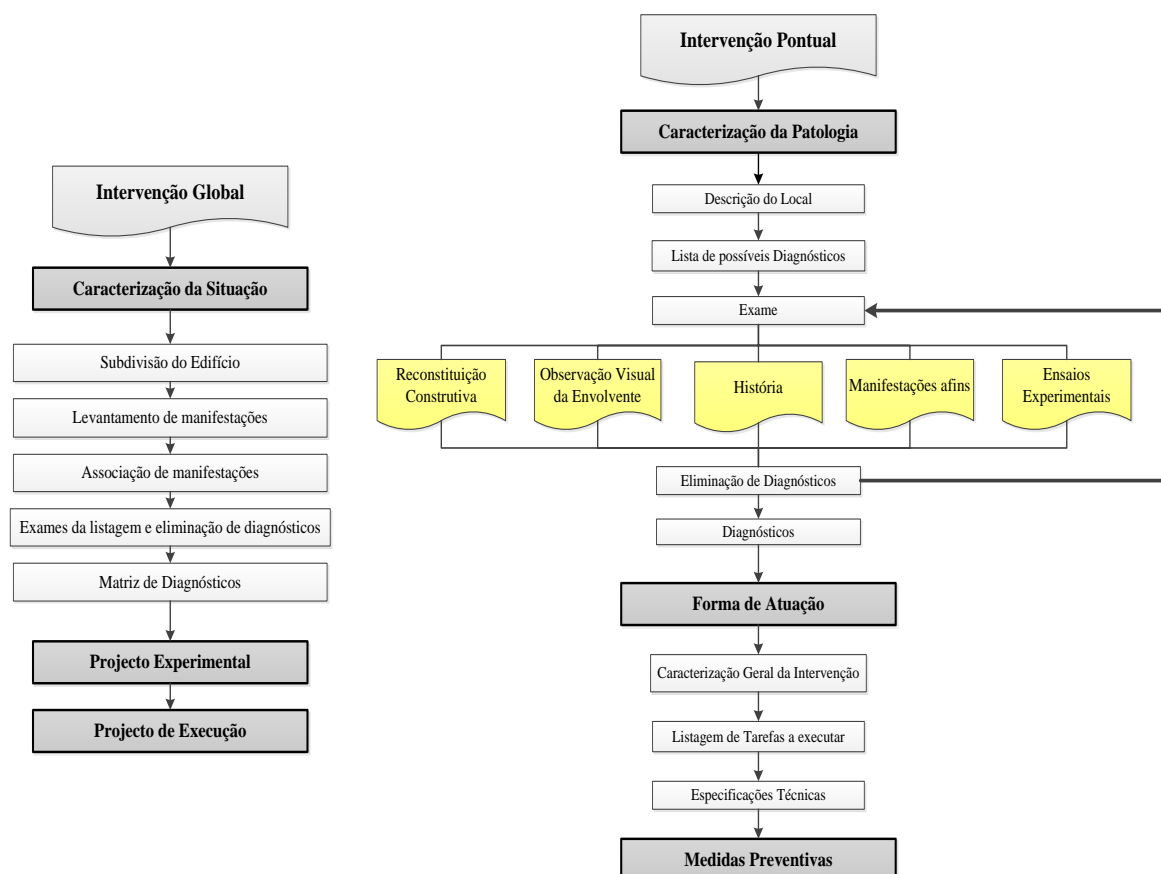 Intervenção Global
Caracterização da Situação
Subdivisão do Edifício
Levantamento de manifestações
Associação de manifestações
Exames da listagem e eliminação de diagnósticos
Matriz de Diagnósticos
Projecto Experimental
Projecto de Execução
Intervenção Pontual
Caracterização da Patologia
Descrição do Local
Lista de possíveis Diagnósticos
Exame
Reconstituição
Construtiva
Observação Visual
da Envolvente
História
Manifestações afins
Ensaios
Experimentais
Eliminação de Diagnósticos
Diagnósticos
Forma de Atuação
Caracterização Geral da Intervenção
Listagem de Tarefas a executar
Especificações Técnicas
Medidas Preventivas